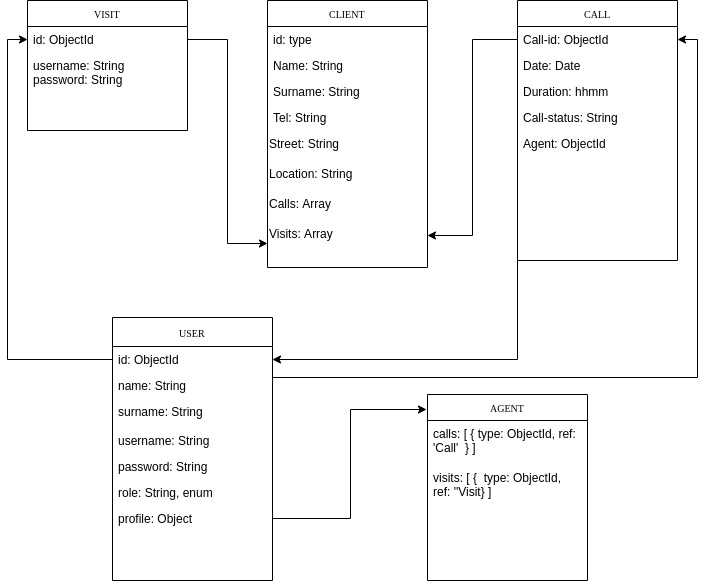 VISIT
id: ObjectId
username: String
password: String
CLIENT
id: type
Name: String
Surname: String
Tel: String
Street: String
Location: String
Calls: Array
Visits: Array
CALL
Call-id: ObjectId
Date: Date
Duration: hhmm
Call-status: String
Agent: ObjectId
USER
id: ObjectId
name: String
surname: String
username: String
password: String
role: String, enum
profile: Object
AGENT
calls: [ { type: ObjectId, ref:
'Call'  } ]
visits: [ {  type: ObjectId,
ref: "Visit} ]